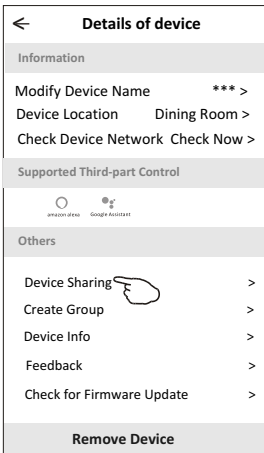 ← Details of device
Information
Modify Device Name *** >
Device Location Dining Room >
Check Device Network Check Now >
Supported Third-part Control
amazon alexa Google Assistant
Others
Device Sharing >
Create Group >
Device Info >
Feedback >
Check for Firmware Update >
Remove Device